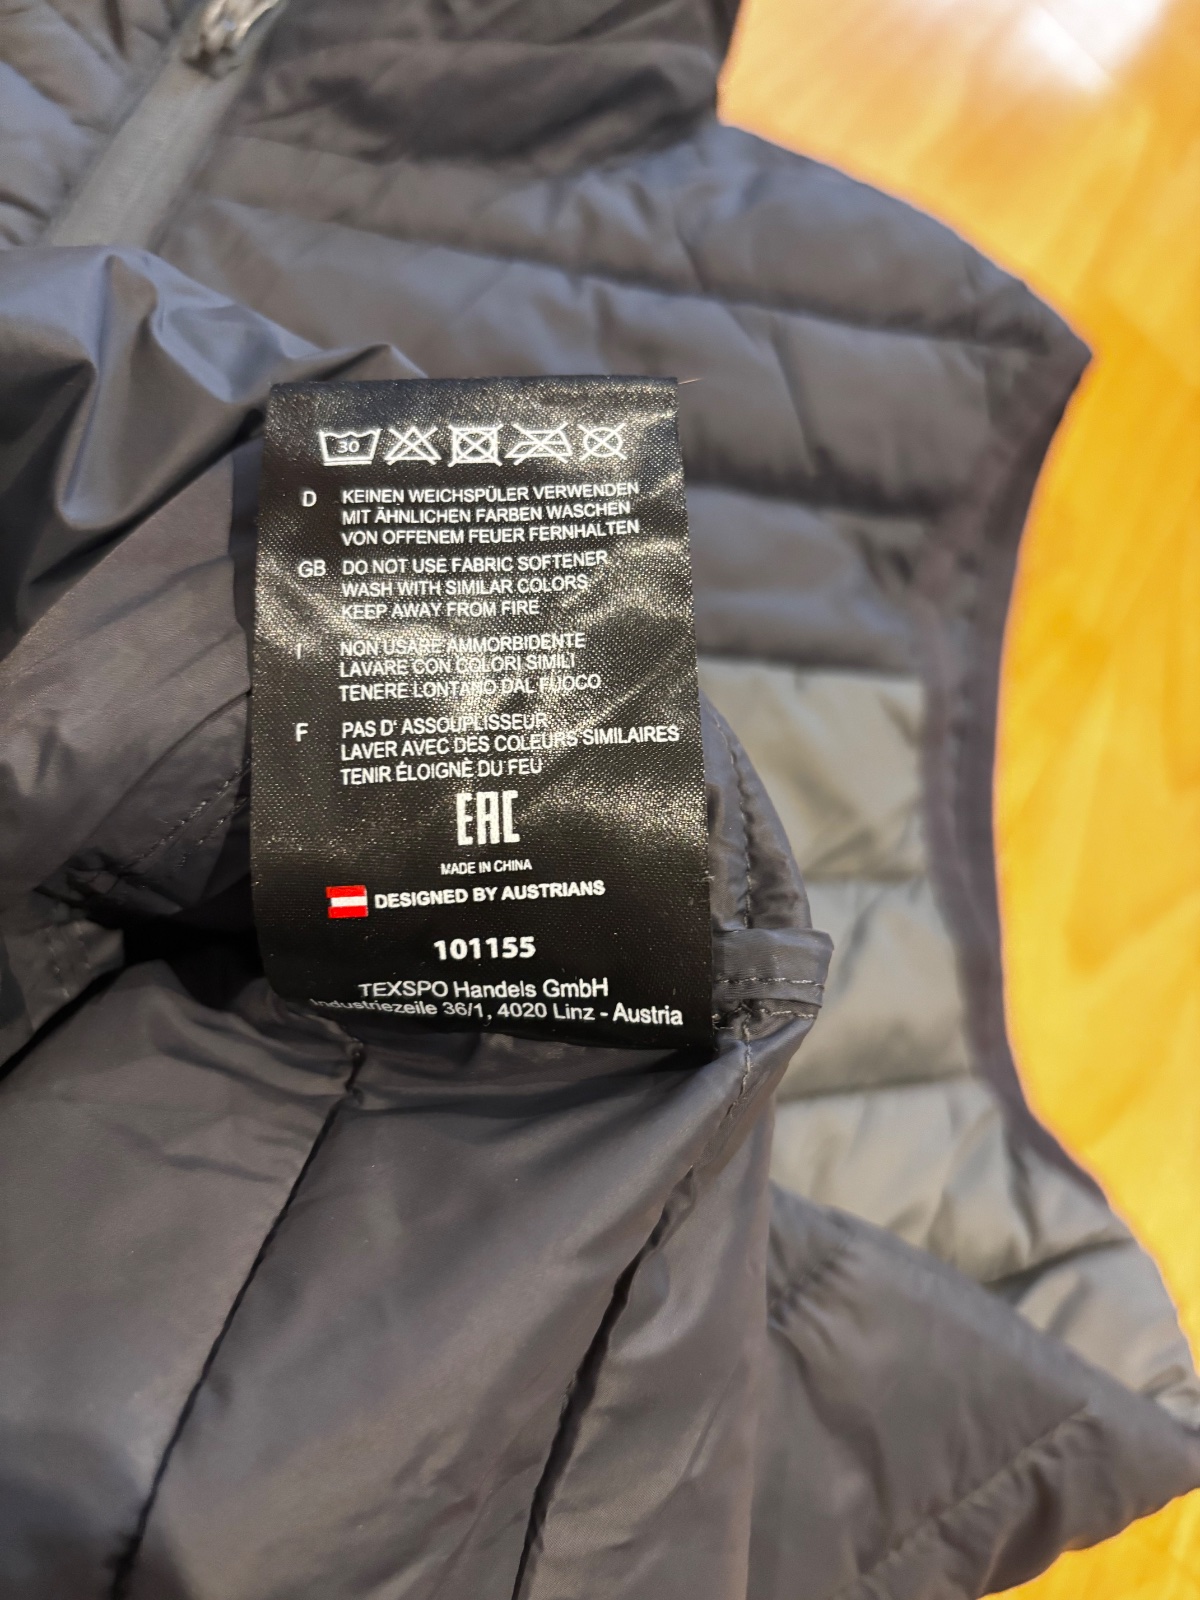 30
D KEINEN WEICHSPÜLER VERWENDEN
MIT ÄHNLICHEN FARBEN WASCHEN
VON OFFENEM FEUER FERNHALTEN
GB DO NOT USE FABRIC SOFTENER
WASH WITH SIMILAR COLORS
KEEP AWAY FROM FIRE
I NON USARE AMMORBIDENTE
LAVARE CON COLORI SIMILI
TENERE LONTANO DAL FUOCO
F PAS D' ASSOUPLISSEUR
LAVER AVEC DES COLEURS SIMILAIRES
TENIR ÉLOIGNÈ DU FEU
EAC
MADE IN CHINA
DESIGNED BY AUSTRIANS
101155
TEXSPO Handels GmbH
Industriezeile 36/1, 4020 Linz - Austria